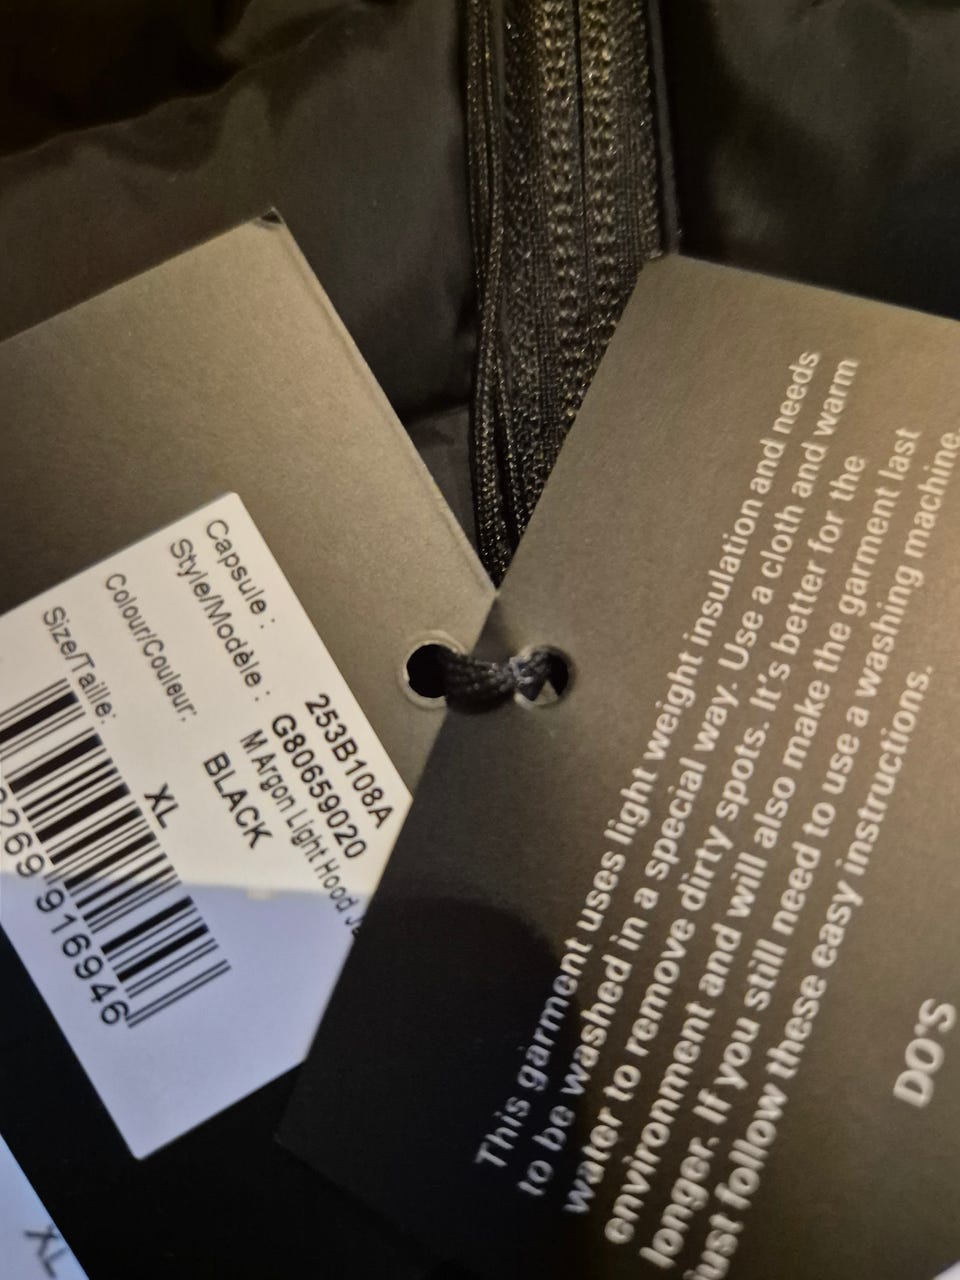 Capsule : 253B108A
Style/Modèle : G80659020
M Argon Light Hood
Colour/Couleur: BLACK
Size/Taille: XL
269 916946
This garment uses light weight insulation and needs
to be washed in a special way. Use a cloth and warm
water to remove dirty spots. It's better for the
environment and will also make the garment last
longer. If you still need to use a washing machine,
just follow these easy instructions.
DO'S
XL